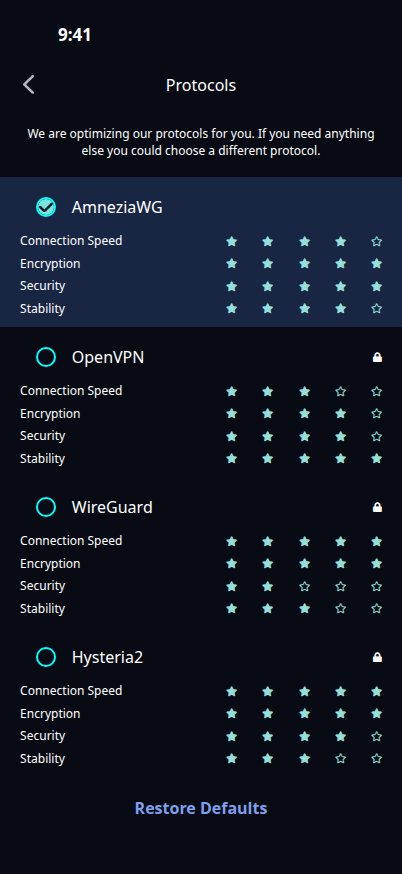 9:41
Protocols
We are optimizing our protocols for you. If you need anything
else you could choose a different protocol.
AmneziaWG
Connection Speed
Encryption
Security
Stability
OpenVPN
Connection Speed
Encryption
Security
Stability
WireGuard
Connection Speed
Encryption
Security
Stability
Hysteria2
Connection Speed
Encryption
Security
Stability
Restore Defaults